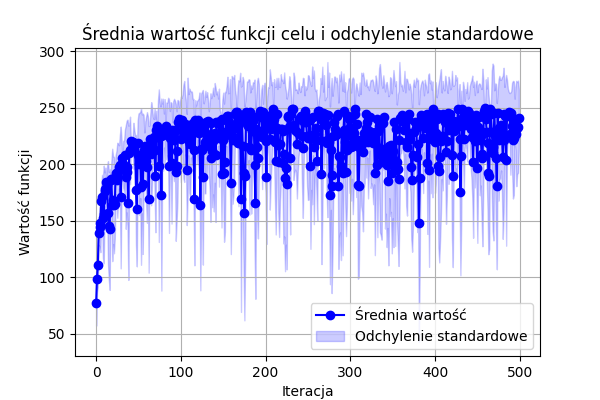 Średnia wartość funkcji celu i odchylenie standardowe
300
250
200
150
100
50
Wartość funkcji
0
100
200
300
400
500
Iteracja
Średnia wartość
Odchylenie standardowe